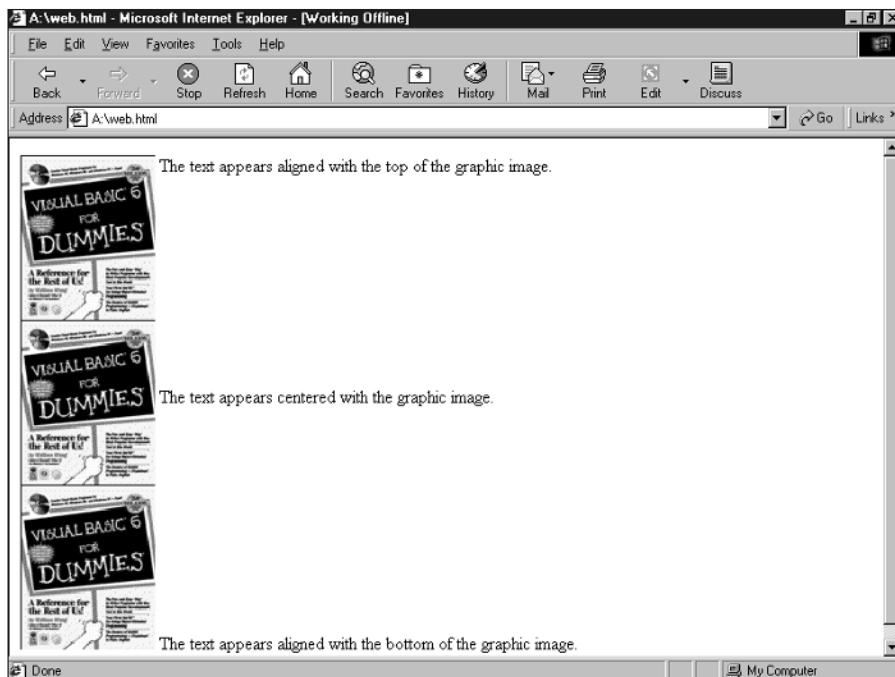 A:\web.html - Microsoft Internet Explorer - [Working Offline]
File Edit View Favorites Tools Help
Back Forward Stop Refresh Home Search Favorites History Mail Print Edit Discuss
Address A:\web.html Go Links »
The text appears aligned with the top of the graphic image.
VISUAL BASIC 6
FOR
DUMMIES
A Reference for
the Rest of Us!
VISUAL BASIC 6
FOR
DUMMIES
The text appears centered with the graphic image.
A Reference for
the Rest of Us!
VISUAL BASIC 6
FOR
DUMMIES
A Reference for
the Rest of Us!
The text appears aligned with the bottom of the graphic image.
Done My Computer